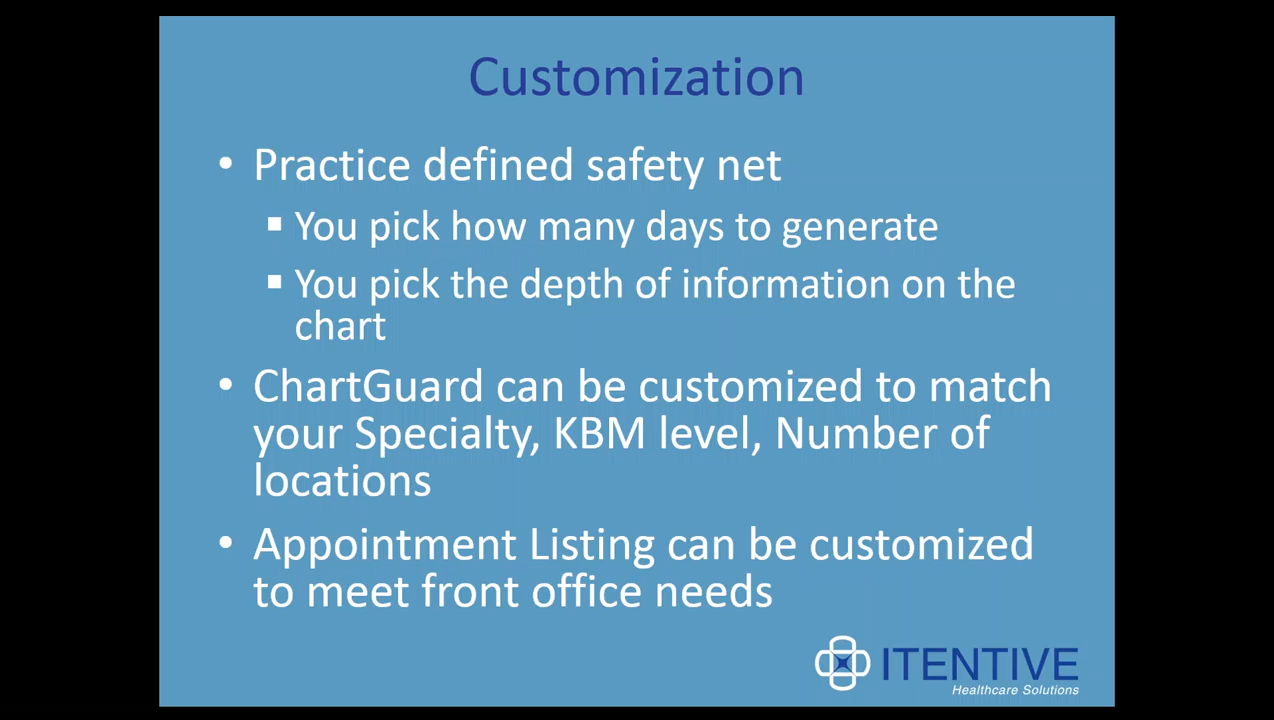 Customization
• Practice defined safety net
▪ You pick how many days to generate
▪ You pick the depth of information on the
chart
• ChartGuard can be customized to match
your Specialty, KBM level, Number of
locations
• Appointment Listing can be customized
to meet front office needs
ITENTIVE
Healthcare Solutions